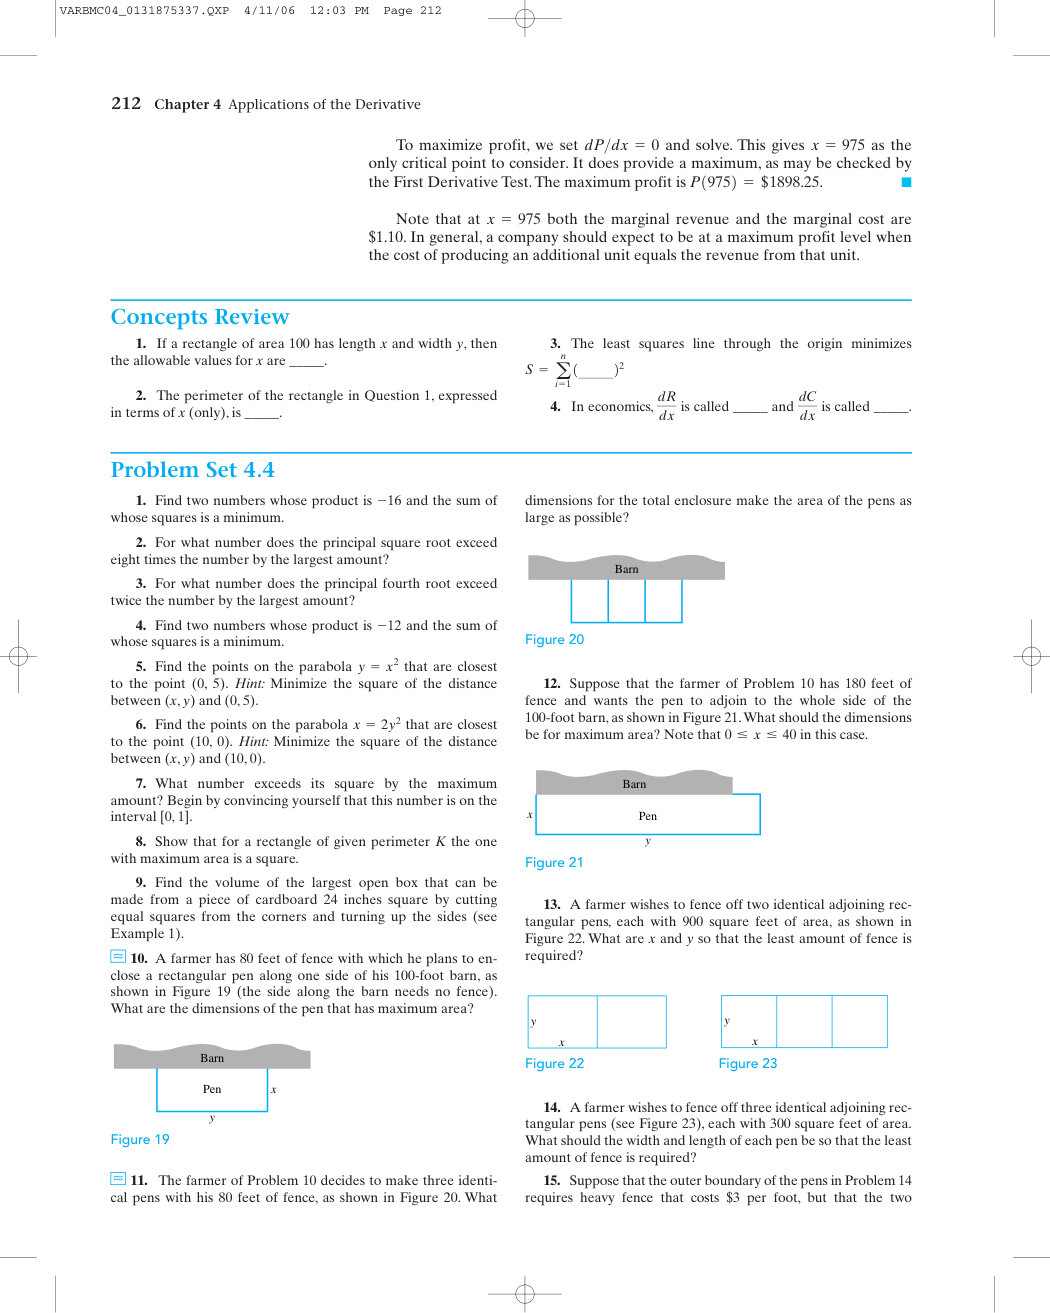 VARBMC04_0131875337.QXP 4/11/06 12:03 PM Page 212
212 Chapter 4 Applications of the Derivative
To maximize profit, we set dP/dx = 0 and solve. This gives x = 975 as the
only critical point to consider. It does provide a maximum, as may be checked by
the First Derivative Test. The maximum profit is P(975) = $1898.25.
Note that at x = 975 both the marginal revenue and the marginal cost are
$1.10. In general, a company should expect to be at a maximum profit level when
the cost of producing an additional unit equals the revenue from that unit.
Concepts Review
1. If a rectangle of area 100 has length x and width y, then
the allowable values for x are _____.
2. The perimeter of the rectangle in Question 1, expressed
in terms of x (only), is _____.
3. The least squares line through the origin minimizes
S = ∑ⁿᵢ₌₁(_____)²
4. In economics, dR/dx is called _____ and dC/dx is called _____.
Problem Set 4.4
1. Find two numbers whose product is −16 and the sum of
whose squares is a minimum.
2. For what number does the principal square root exceed
eight times the number by the largest amount?
3. For what number does the principal fourth root exceed
twice the number by the largest amount?
4. Find two numbers whose product is −12 and the sum of
whose squares is a minimum.
5. Find the points on the parabola y = x² that are closest
to the point (0, 5). Hint: Minimize the square of the distance
between (x, y) and (0, 5).
6. Find the points on the parabola x = 2y² that are closest
to the point (10, 0). Hint: Minimize the square of the distance
between (x, y) and (10, 0).
7. What number exceeds its square by the maximum
amount? Begin by convincing yourself that this number is on the
interval [0, 1].
8. Show that for a rectangle of given perimeter K the one
with maximum area is a square.
9. Find the volume of the largest open box that can be
made from a piece of cardboard 24 inches square by cutting
equal squares from the corners and turning up the sides (see
Example 1).
≈ 10. A farmer has 80 feet of fence with which he plans to en-
close a rectangular pen along one side of his 100-foot barn, as
shown in Figure 19 (the side along the barn needs no fence).
What are the dimensions of the pen that has maximum area?
Barn
Pen x
y
Figure 19
≈ 11. The farmer of Problem 10 decides to make three identi-
cal pens with his 80 feet of fence, as shown in Figure 20. What
dimensions for the total enclosure make the area of the pens as
large as possible?
Barn
Figure 20
12. Suppose that the farmer of Problem 10 has 180 feet of
fence and wants the pen to adjoin to the whole side of the
100-foot barn, as shown in Figure 21. What should the dimensions
be for maximum area? Note that 0 ≤ x ≤ 40 in this case.
Barn
x Pen
y
Figure 21
13. A farmer wishes to fence off two identical adjoining rec-
tangular pens, each with 900 square feet of area, as shown in
Figure 22. What are x and y so that the least amount of fence is
required?
y
x
Figure 22
y
x
Figure 23
14. A farmer wishes to fence off three identical adjoining rec-
tangular pens (see Figure 23), each with 300 square feet of area.
What should the width and length of each pen be so that the least
amount of fence is required?
15. Suppose that the outer boundary of the pens in Problem 14
requires heavy fence that costs $3 per foot, but that the two